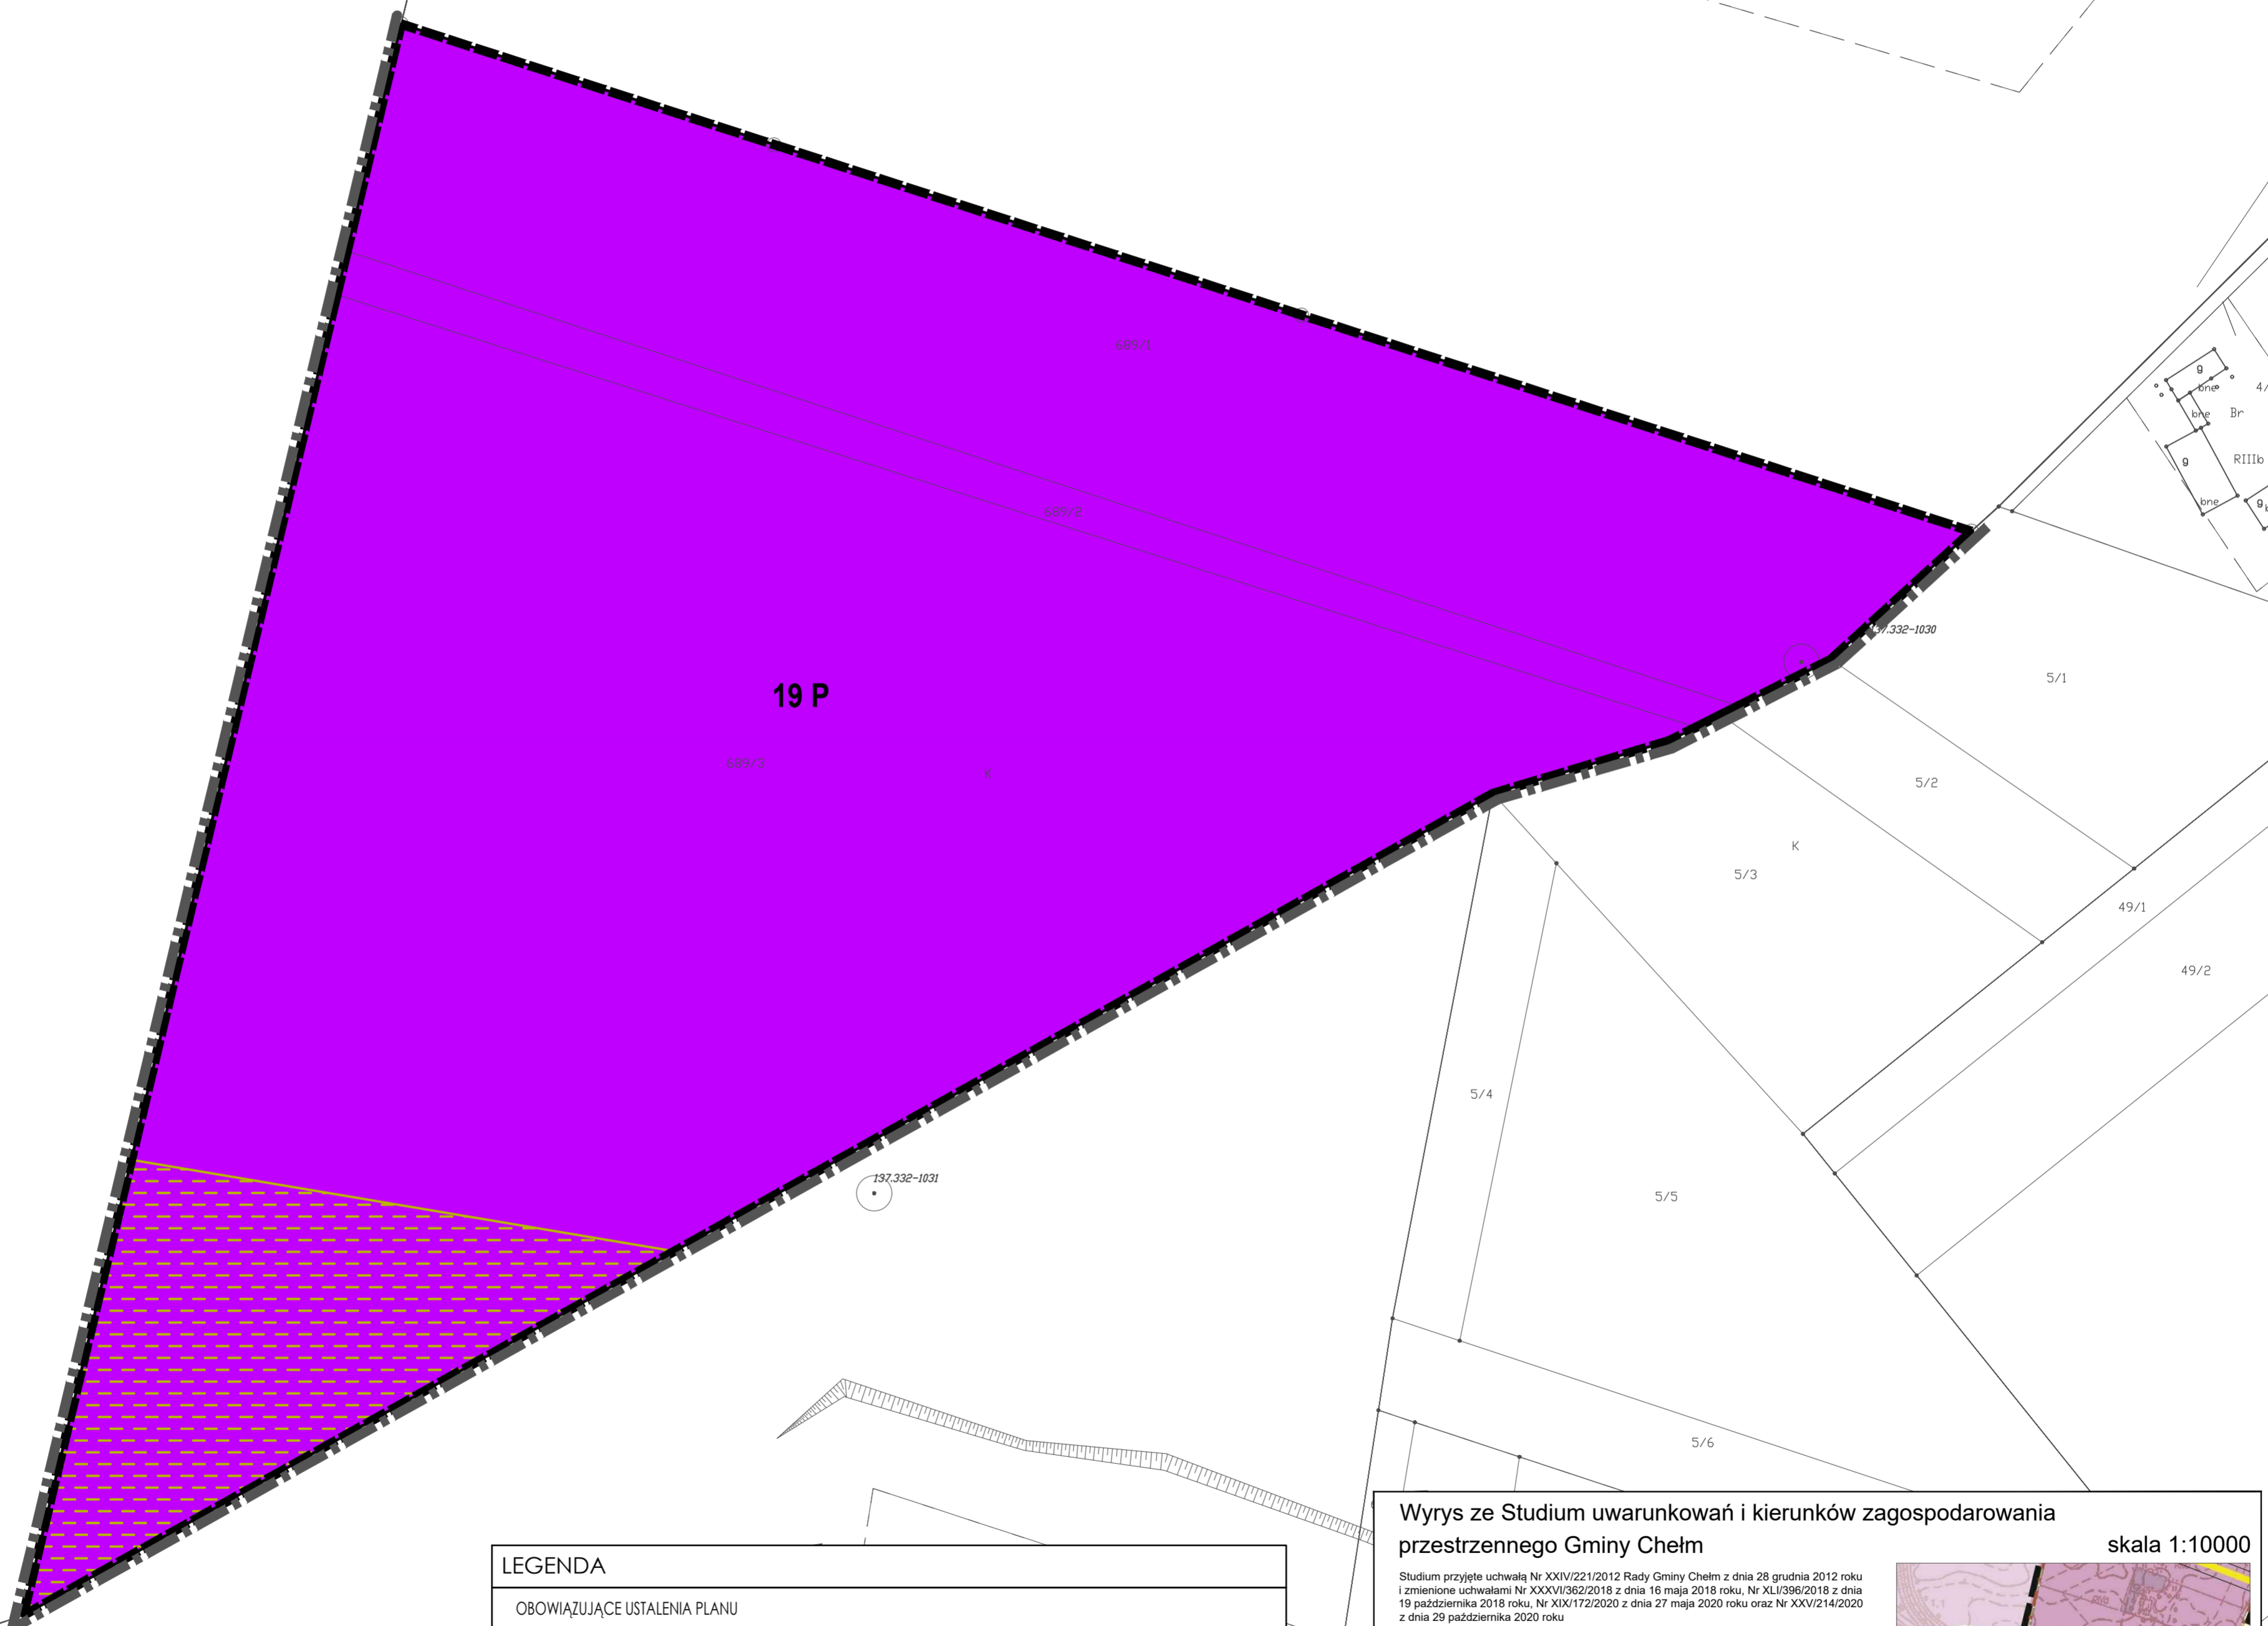 689/1
g
bne
4/
bne
Br
g
RIIIb
bne
g
689/2
37.332-1030
5/1
19 P
689/3
K
5/2
K
5/3
49/1
49/2
5/4
137.332-1031
5/5
5/6
LEGENDA
OBOWIĄZUJĄCE USTALENIA PLANU
Wyrys ze Studium uwarunkowań i kierunków zagospodarowania
przestrzennego Gminy Chełm
skala 1:10000
Studium przyjęte uchwałą Nr XXIV/221/2012 Rady Gminy Chełm z dnia 28 grudnia 2012 roku
i zmienione uchwałami Nr XXXVI/362/2018 z dnia 16 maja 2018 roku, Nr XLI/396/2018 z dnia
19 października 2018 roku, Nr XIX/172/2020 z dnia 27 maja 2020 roku oraz Nr XXV/214/2020
z dnia 29 października 2020 roku